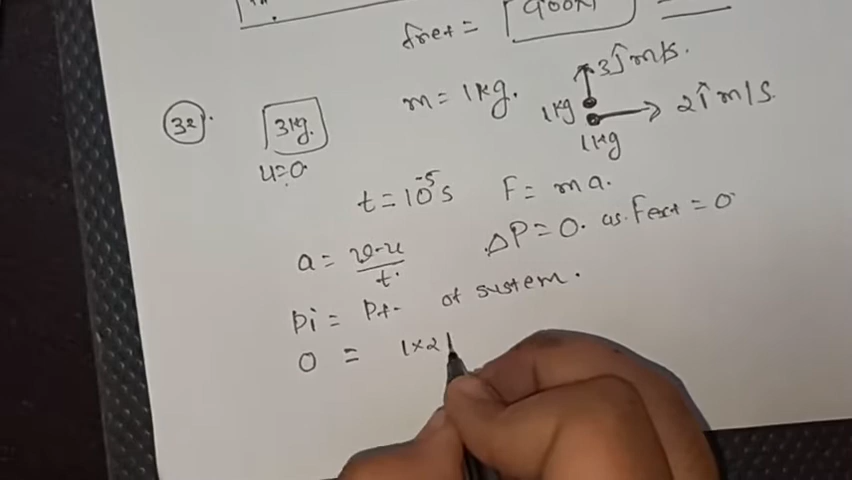 fnet = 900N
32. 3kg. m = 1kg. 3ĵ m/s.
1kg 2î m/s.
u=0. 1kg
t = 10⁻⁵ s F = ma.
a = v-u / t. ΔP = 0. as Fext = 0
Pi = Pf of system.
0 = 1×2